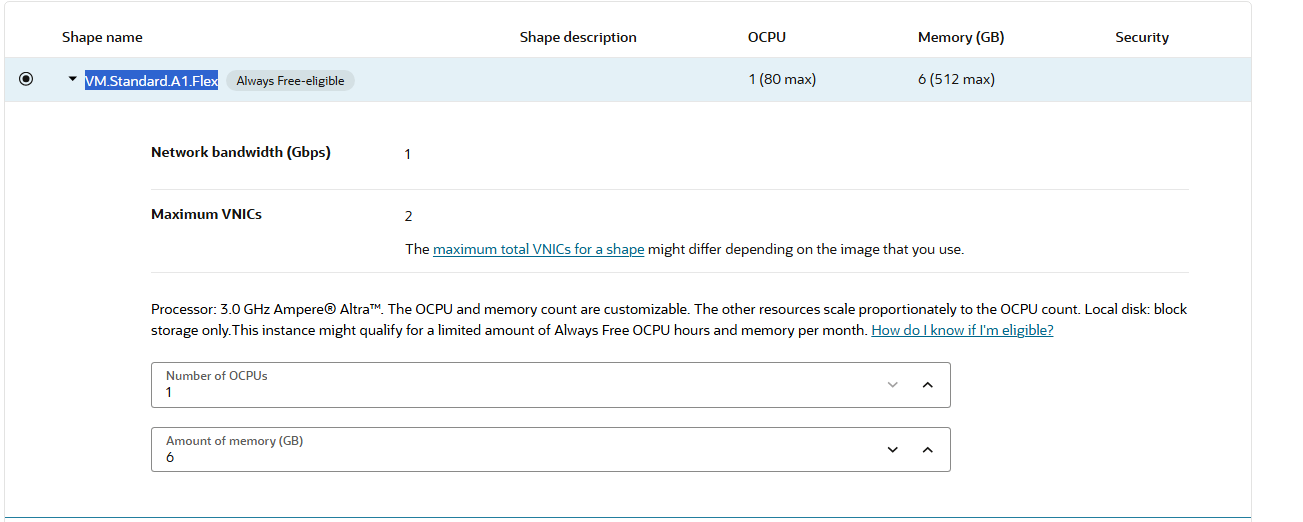 Shape name Shape description OCPU Memory (GB) Security
VM.Standard.A1.Flex Always Free-eligible 1 (80 max) 6 (512 max)
Network bandwidth (Gbps) 1
Maximum VNICs 2
The maximum total VNICs for a shape might differ depending on the image that you use.
Processor: 3.0 GHz Ampere® Altra™. The OCPU and memory count are customizable. The other resources scale proportionately to the OCPU count. Local disk: block
storage only.This instance might qualify for a limited amount of Always Free OCPU hours and memory per month. How do I know if I'm eligible?
Number of OCPUs
1
Amount of memory (GB)
6